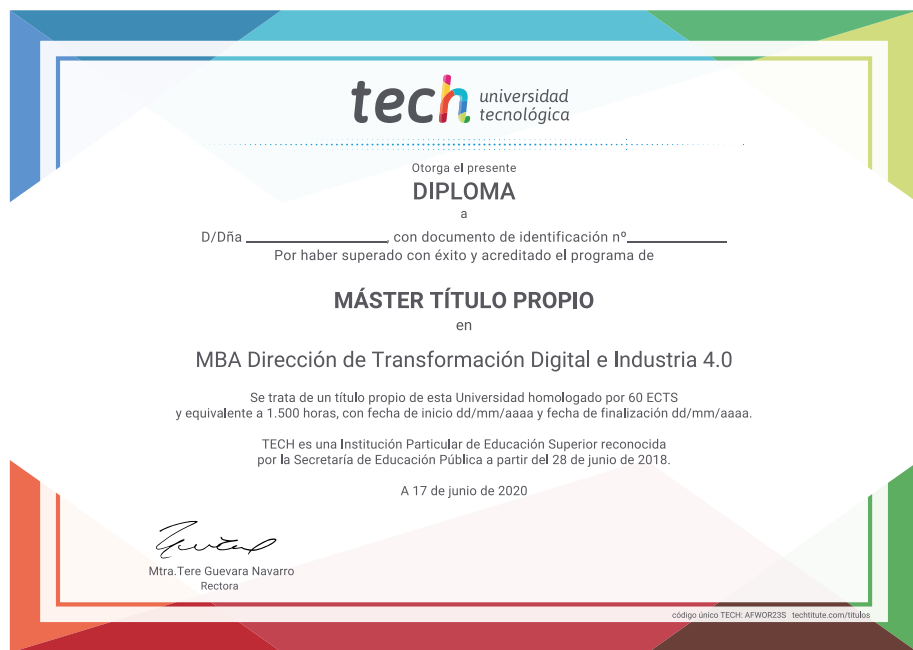 tech universidad
tecnológica
Otorga el presente
DIPLOMA
a
D/Dña ____________, con documento de identificación nº_________
Por haber superado con éxito y acreditado el programa de
MÁSTER TÍTULO PROPIO
en
MBA Dirección de Transformación Digital e Industria 4.0
Se trata de un título propio de esta Universidad homologado por 60 ECTS
y equivalente a 1.500 horas, con fecha de inicio dd/mm/aaaa y fecha de finalización dd/mm/aaaa.
TECH es una Institución Particular de Educación Superior reconocida
por la Secretaría de Educación Pública a partir del 28 de junio de 2018.
A 17 de junio de 2020
Mtra.Tere Guevara Navarro
Rectora
código único TECH: AFWOR23S techtitute.com/titulos